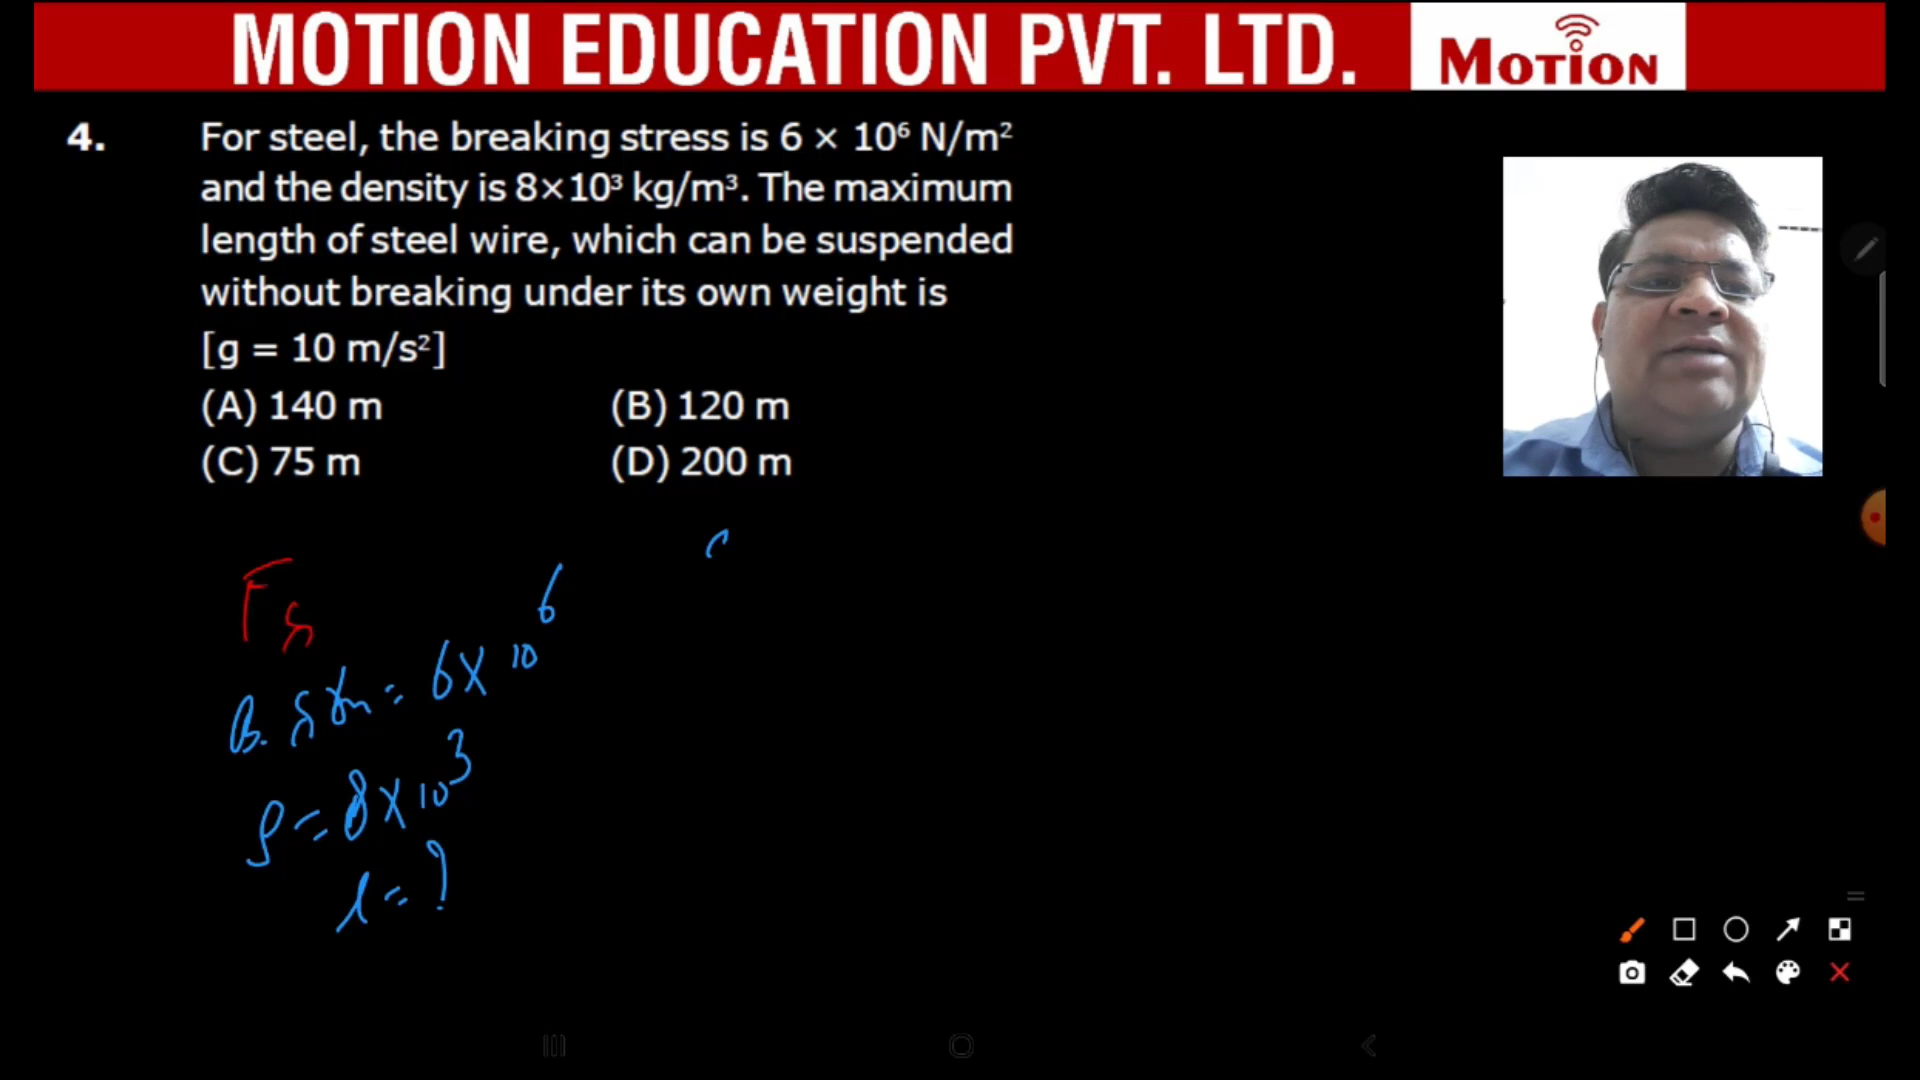 MOTION EDUCATION PVT. LTD.
MOTION
4. For steel, the breaking stress is 6 × 10⁶ N/m²
and the density is 8×10³ kg/m³. The maximum
length of steel wire, which can be suspended
without breaking under its own weight is
[g = 10 m/s²]
(A) 140 m (B) 120 m
(C) 75 m (D) 200 m
B. = 6 × 10⁶
ρ = 8 × 10³
l = ?